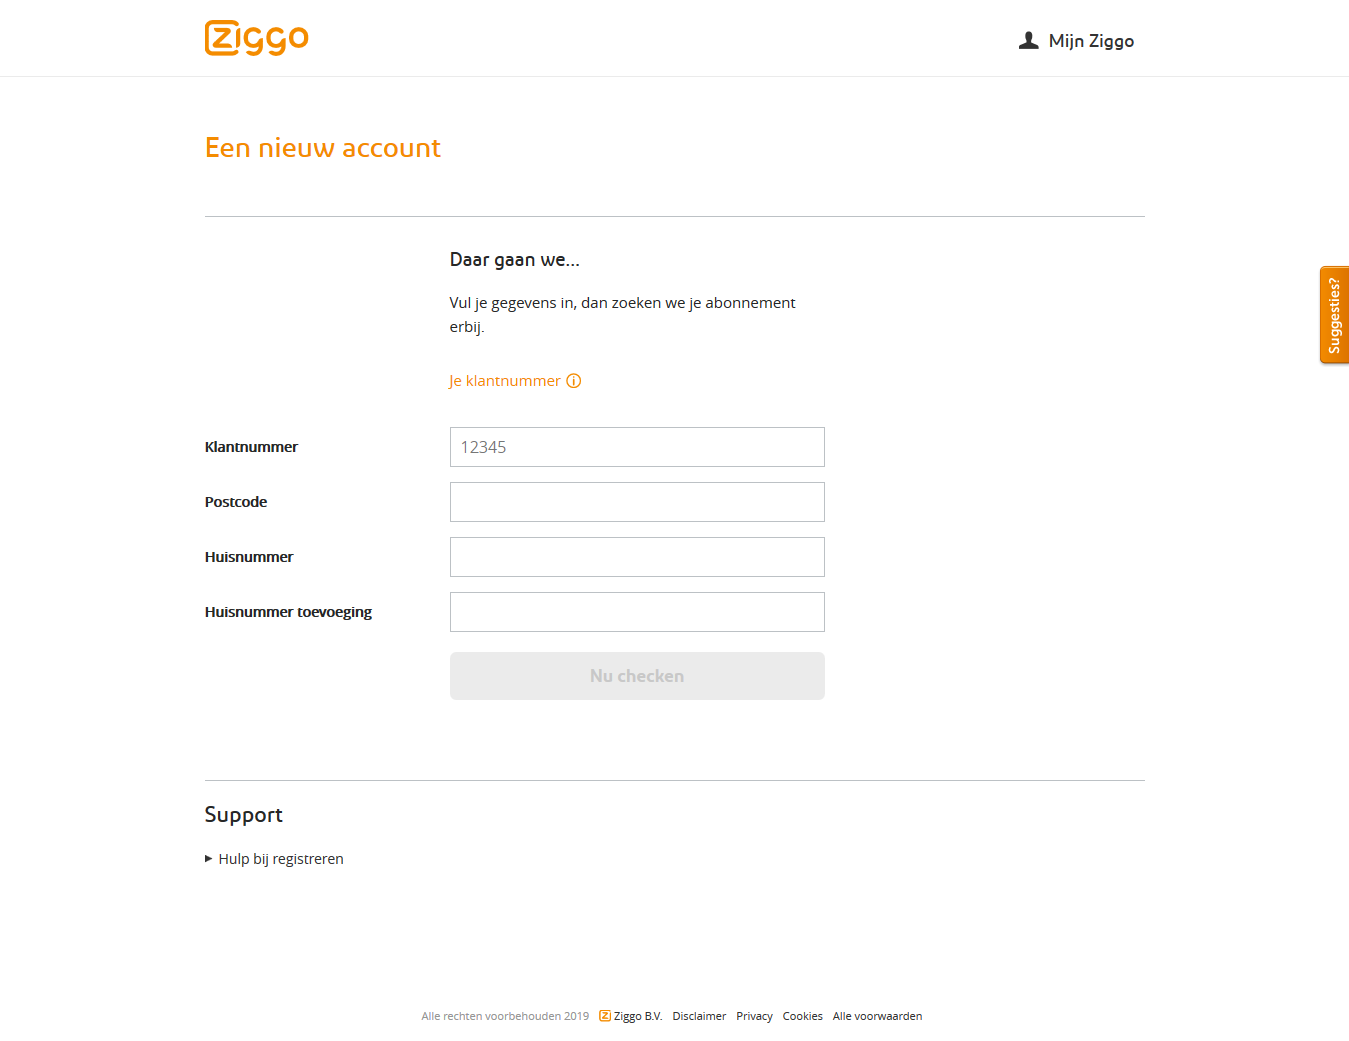 Ziggo
Mijn Ziggo
Een nieuw account
Daar gaan we...
Vul je gegevens in, dan zoeken we je abonnement
erbij.
Suggesties?
Je klantnummer
Klantnummer
12345
Postcode
Huisnummer
Huisnummer toevoeging
Nu checken
Support
Hulp bij registreren
Alle rechten voorbehouden 2019 Z Ziggo B.V. Disclaimer Privacy Cookies Alle voorwaarden